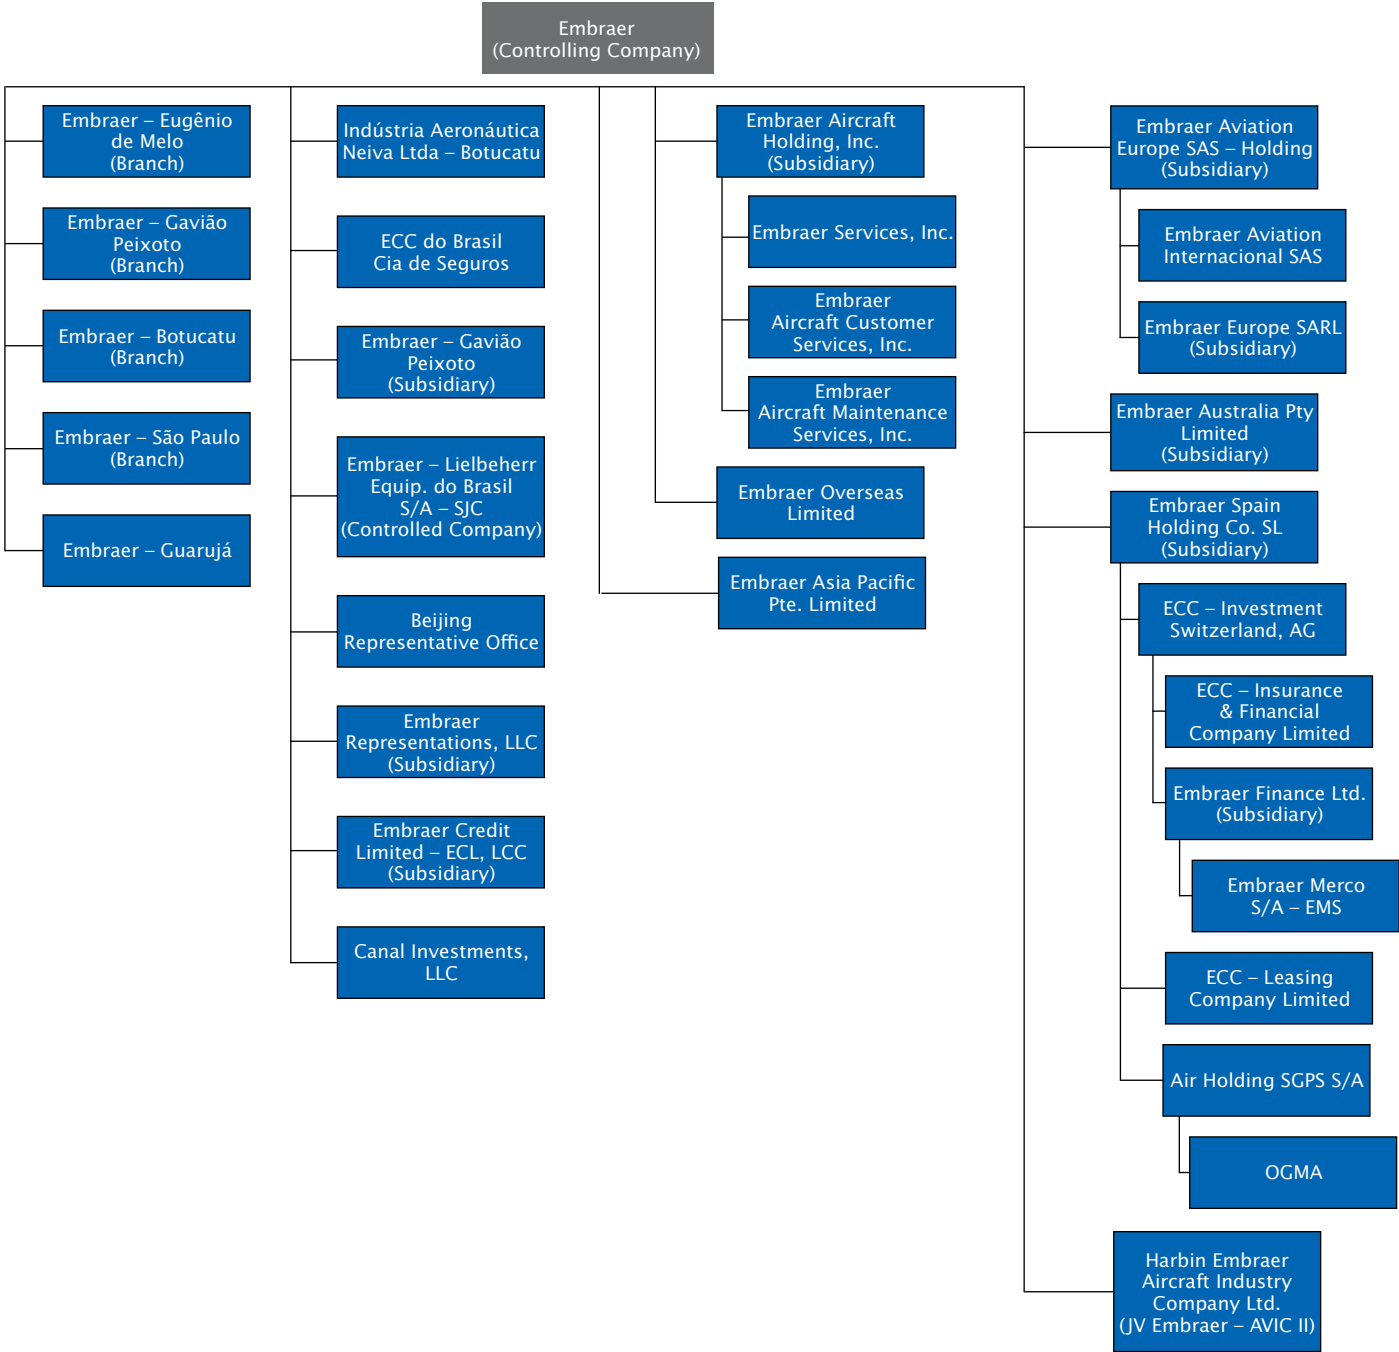 Embraer
(Controlling Company)
Embraer – Eugênio
de Melo
(Branch)
Embraer – Gavião
Peixoto
(Branch)
Embraer – Botucatu
(Branch)
Embraer – São Paulo
(Branch)
Embraer – Guarujá
Indústria Aeronáutica
Neiva Ltda – Botucatu
ECC do Brasil
Cia de Seguros
Embraer – Gavião
Peixoto
(Subsidiary)
Embraer – Lielbeherr
Equip. do Brasil
S/A – SJC
(Controlled Company)
Beijing
Representative Office
Embraer
Representations, LLC
(Subsidiary)
Embraer Credit
Limited – ECL, LCC
(Subsidiary)
Canal Investments,
LLC
Embraer Aircraft
Holding, Inc.
(Subsidiary)
Embraer Services, Inc.
Embraer
Aircraft Customer
Services, Inc.
Embraer
Aircraft Maintenance
Services, Inc.
Embraer Overseas
Limited
Embraer Asia Pacific
Pte. Limited
Embraer Aviation
Europe SAS – Holding
(Subsidiary)
Embraer Aviation
Internacional SAS
Embraer Europe SARL
(Subsidiary)
Embraer Australia Pty
Limited
(Subsidiary)
Embraer Spain
Holding Co. SL
(Subsidiary)
ECC – Investment
Switzerland, AG
ECC – Insurance
& Financial
Company Limited
Embraer Finance Ltd.
(Subsidiary)
Embraer Merco
S/A – EMS
ECC – Leasing
Company Limited
Air Holding SGPS S/A
OGMA
Harbin Embraer
Aircraft Industry
Company Ltd.
(JV Embraer – AVIC II)